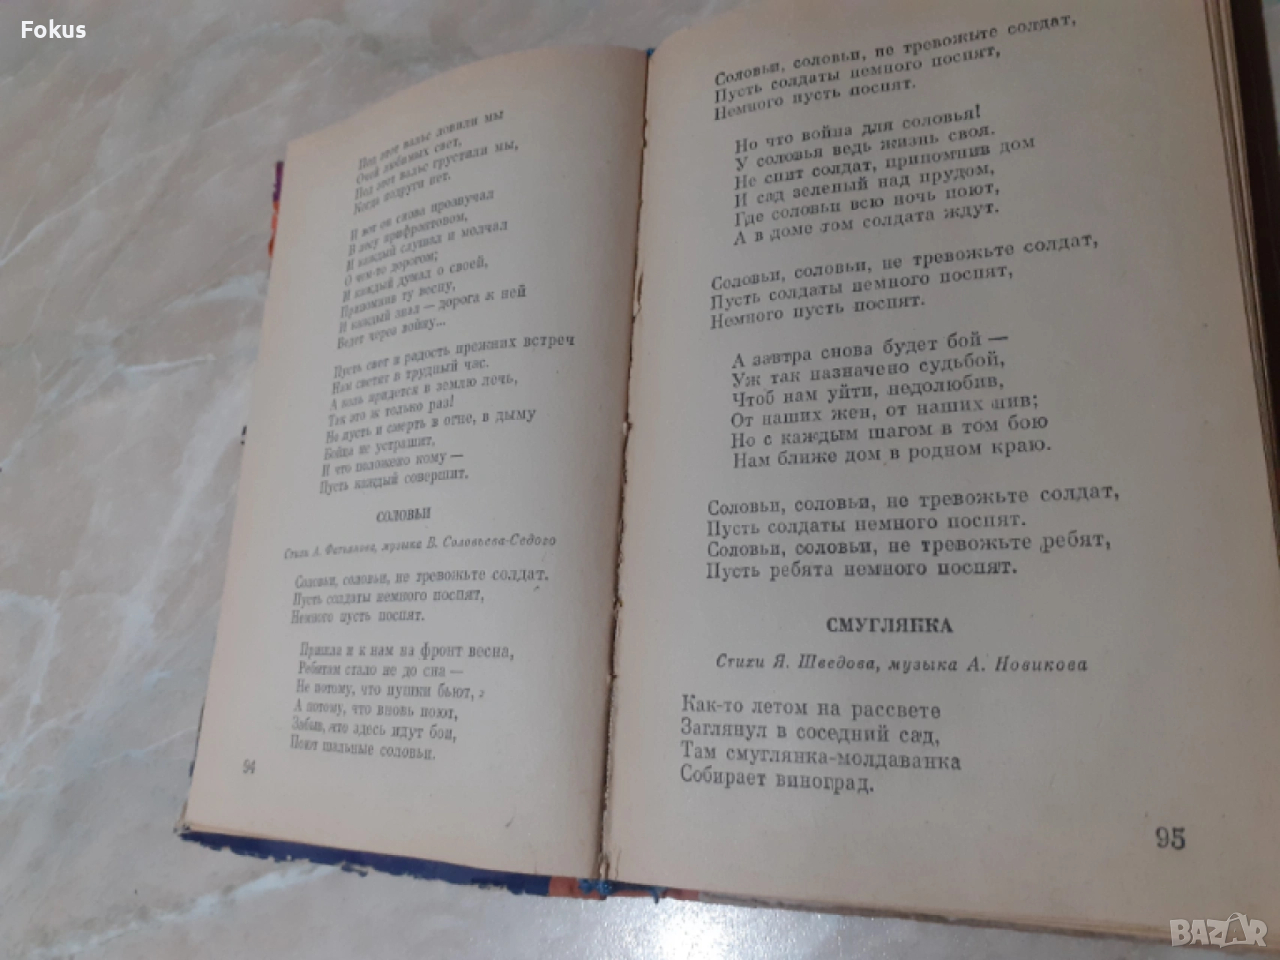 Fokus
Под этот вальс ловили мы
Очей любимых свет,
Под этот вальс грустили мы,
Когда подруги нет.
И вот он снова прозвучал
В лесу прифронтовом,
И каждый слушал и молчал
О чем-то дорогом;
И каждый думал о своей,
Припомнив ту весну,
И каждый знал — дорога к ней
Ведет через войну...
Пусть свет и радость прежних встреч
Нам светит в трудный час.
А коль придется в землю лечь,
Так это ж только раз!
Но пусть и смерть в огне, в дыму
Бойца не устрашит,
И что положено кому —
Пусть каждый совершит.
СОЛОВЬИ
Стихи А. Фатьянова, музыка В. Соловьева-Седого
Соловьи, соловьи, не тревожьте солдат.
Пусть солдаты немного поспят,
Немного пусть поспят.
Пришла и к нам на фронт весна,
Ребятам стало не до сна —
Не потому, что пушки бьют,
А потому, что вновь поют,
Забыв, что здесь идут бои,
Поют шальные соловьи.
94
Соловьи, соловьи, не тревожьте солдат,
Пусть солдаты немного поспят,
Немного пусть поспят.
Но что война для соловья!
У соловья ведь жизнь своя.
Не спит солдат, припомнив дом
И сад зеленый над прудом,
Где соловьи всю ночь поют,
А в доме том солдата ждут.
Соловьи, соловьи, не тревожьте солдат,
Пусть солдаты немного поспят,
Немного пусть поспят.
А завтра снова будет бой —
Уж так назначено судьбой,
Чтоб нам уйти, недолюбив,
От наших жен, от наших нив;
Но с каждым шагом в том бою
Нам ближе дом в родном краю.
Соловьи, соловьи, не тревожьте солдат,
Пусть солдаты немного поспят.
Соловьи, соловьи, не тревожьте ребят,
Пусть ребята немного поспят.
СМУГЛЯНКА
Стихи Я. Шведова, музыка А. Новикова
Как-то летом на рассвете
Заглянул в соседний сад,
Там смуглянка-молдаванка
Собирает виноград.
95
BAZAR